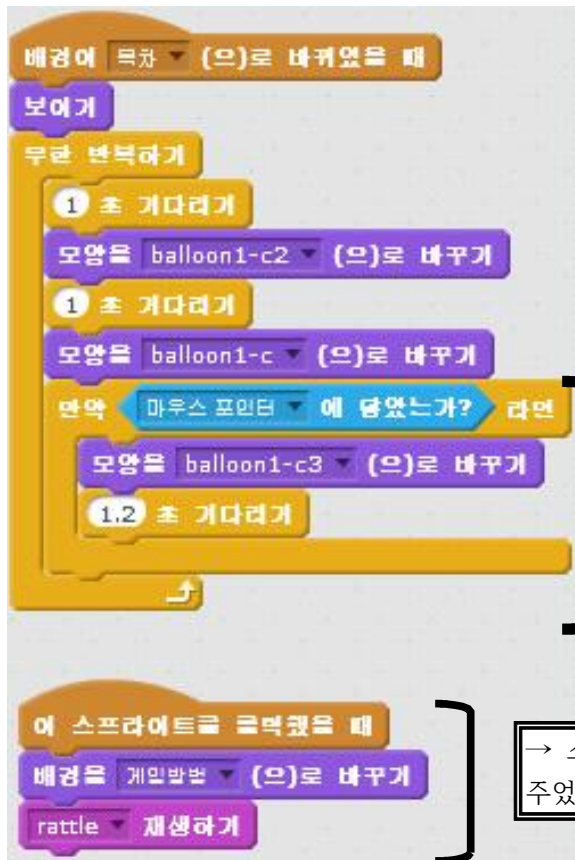 배경이 목차 (으)로 바뀌었을 때
보이기
무한 반복하기
1 초 기다리기
모양을 balloon1-c2 (으)로 바꾸기
1 초 기다리기
모양을 balloon1-c (으)로 바꾸기
만약 마우스 포인터 에 닿았는가? 라면
모양을 balloon1-c3 (으)로 바꾸기
1.2 초 기다리기
이 스프라이트를 클릭했을 때
배경을 게임방법 (으)로 바꾸기
→
rattle 재생하기
주었